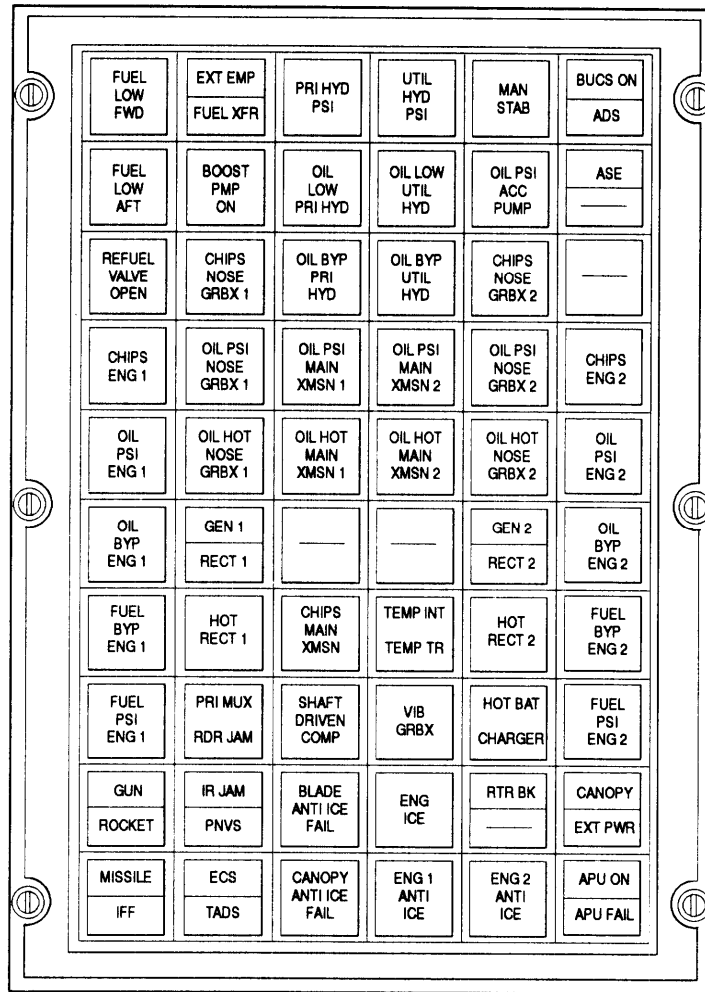 FUEL
LOW
FWD
EXT EMP
FUEL XFR
PRI HYD
PSI
UTIL
HYD
PSI
MAN
STAB
BUCS ON
ADS
FUEL
LOW
AFT
BOOST
PMP
ON
OIL
LOW
PRI HYD
OIL LOW
UTIL
HYD
OIL PSI
ACC
PUMP
ASE
REFUEL
VALVE
OPEN
CHIPS
NOSE
GRBX 1
OIL BYP
PRI
HYD
OIL BYP
UTIL
HYD
CHIPS
NOSE
GRBX 2
CHIPS
ENG 1
OIL PSI
NOSE
GRBX 1
OIL PSI
MAIN
XMSN 1
OIL PSI
MAIN
XMSN 2
OIL PSI
NOSE
GRBX 2
CHIPS
ENG 2
OIL
PSI
ENG 1
OIL HOT
NOSE
GRBX 1
OIL HOT
MAIN
XMSN 1
OIL HOT
MAIN
XMSN 2
OIL HOT
NOSE
GRBX 2
OIL
PSI
ENG 2
OIL
BYP
ENG 1
GEN 1
RECT 1
GEN 2
RECT 2
OIL
BYP
ENG 2
FUEL
BYP
ENG 1
HOT
RECT 1
CHIPS
MAIN
XMSN
TEMP INT
TEMP TR
HOT
RECT 2
FUEL
BYP
ENG 2
FUEL
PSI
ENG 1
PRI MUX
RDR JAM
SHAFT
DRIVEN
COMP
VIB
GRBX
HOT BAT
CHARGER
FUEL
PSI
ENG 2
GUN
ROCKET
IR JAM
PNVS
BLADE
ANTI ICE
FAIL
ENG
ICE
RTR BK
CANOPY
EXT PWR
MISSILE
IFF
ECS
TADS
CANOPY
ANTI ICE
FAIL
ENG 1
ANTI
ICE
ENG 2
ANTI
ICE
APU ON
APU FAIL